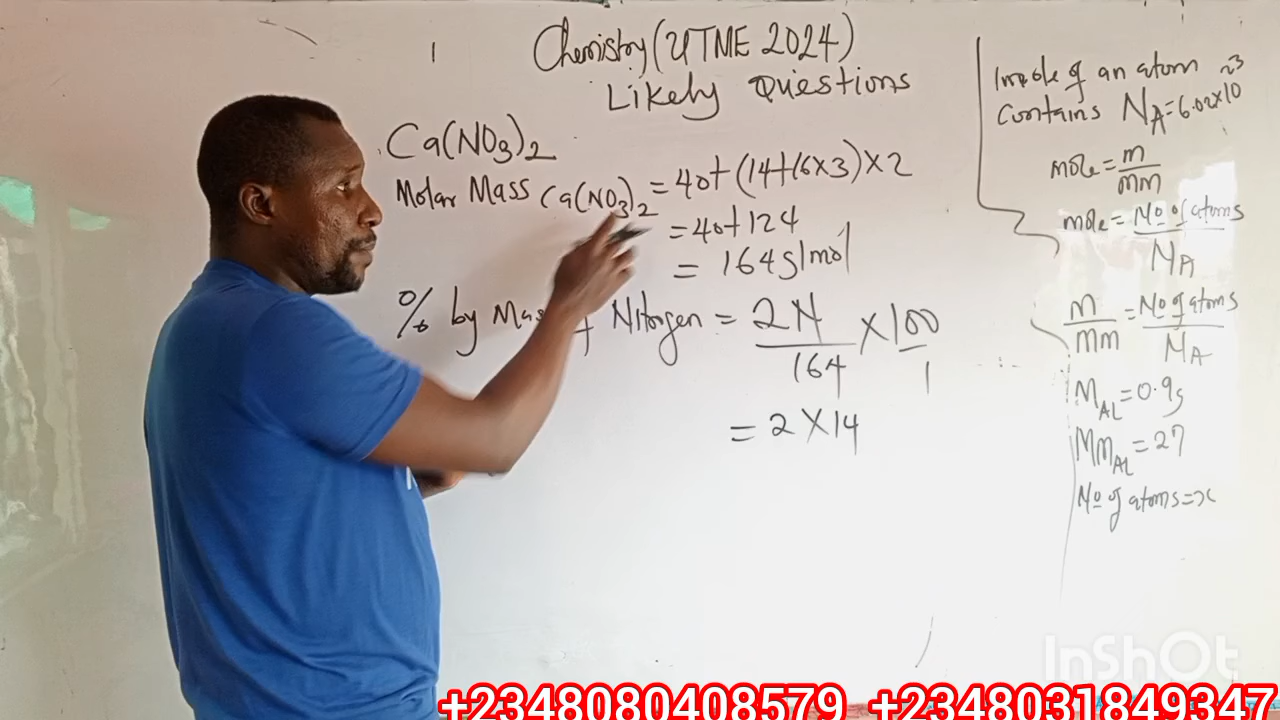 Chemistry (UTME 2024)
Likely Questions
Ca(NO3)2
Molar Mass Ca(NO3)2 = 40+(14+16×3)×2
= 40+124
= 164g/mol
% by Mass of Nitorgen = 2N/164 × 100/1
= 2×14
1mole of an atom
contains NA=6.02×10^23
mole = m/mm
mole = No of atoms/NA
m/mm = No of atoms/NA
MAL=0.9g
MmAL=27
No of atoms=x
InShOt
+2348080408579 +2348031849347